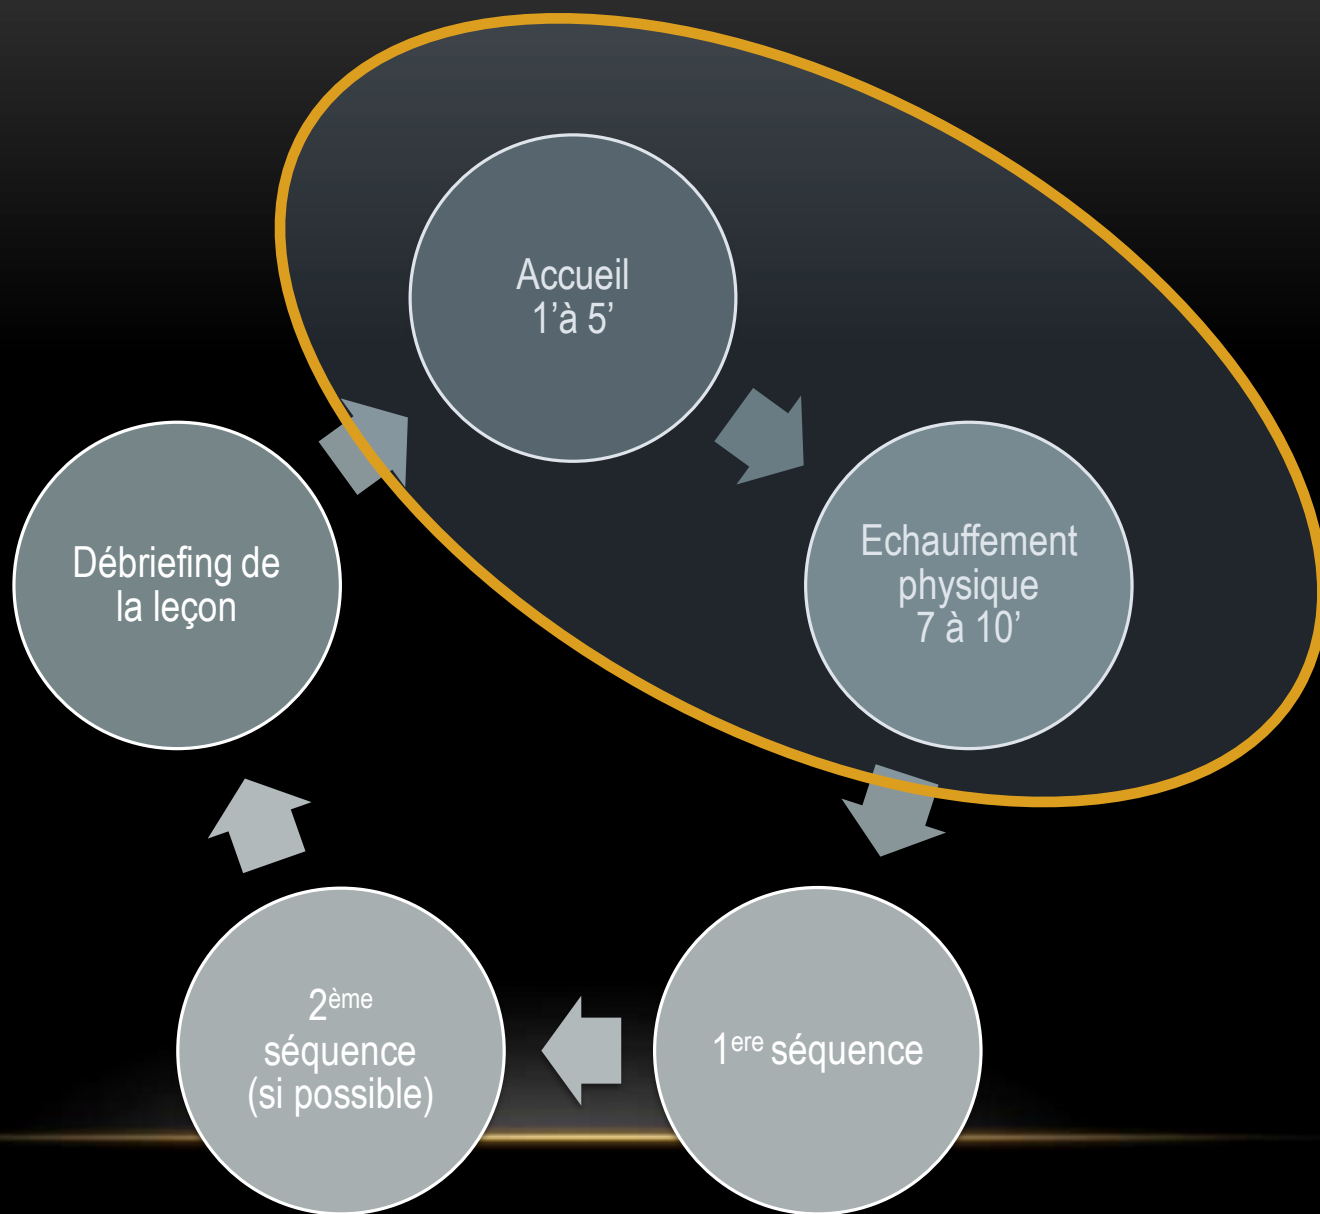 Accueil
1’à 5’
Echauffement
physique
7 à 10’
1ere séquence
2ème
séquence
(si possible)
Débriefing de
la leçon